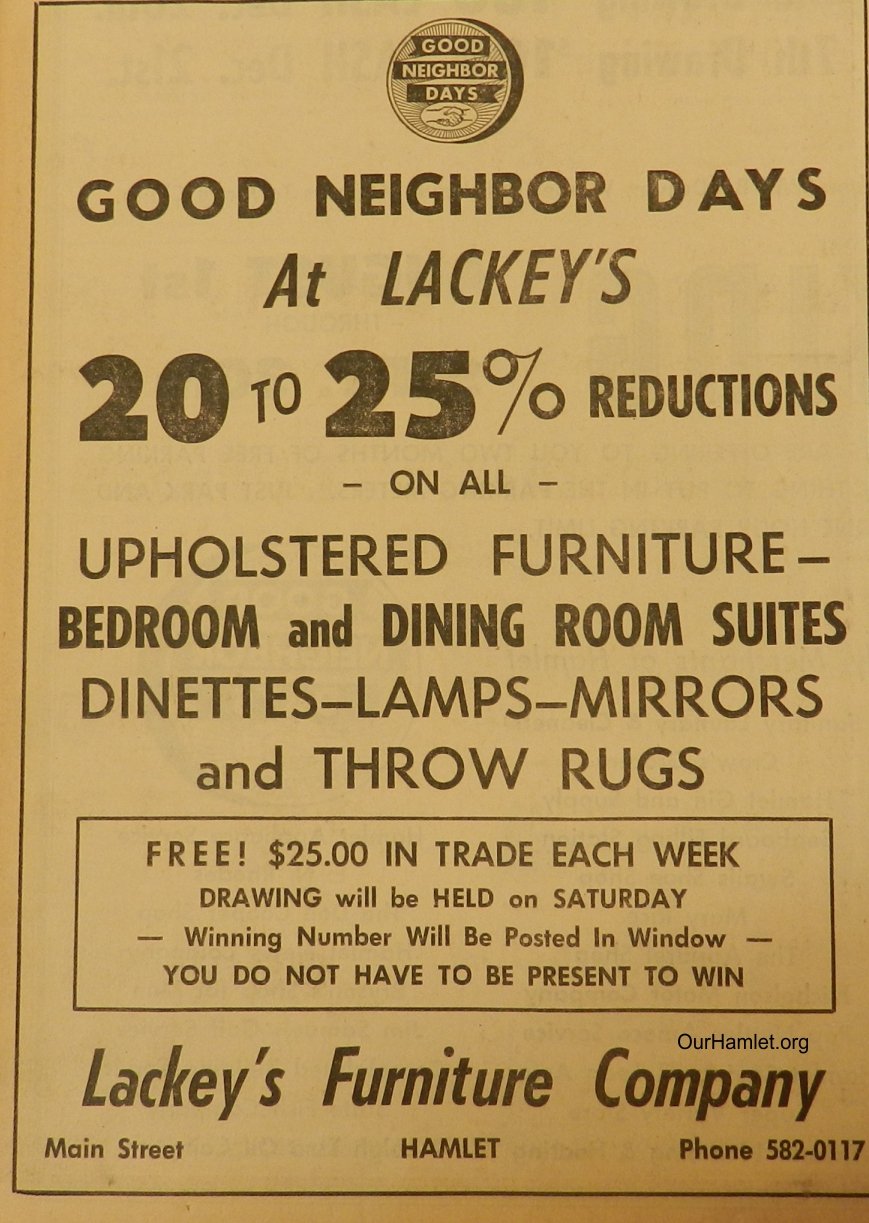 GOOD
NEIGHBOR
DAYS
GOOD NEIGHBOR DAYS
At LACKEY'S
20 TO 25% REDUCTIONS
– ON ALL –
UPHOLSTERED FURNITURE –
BEDROOM and DINING ROOM SUITES
DINETTES–LAMPS–MIRRORS
and THROW RUGS
FREE! $25.00 IN TRADE EACH WEEK
DRAWING will be HELD on SATURDAY
— Winning Number Will Be Posted In Window —
YOU DO NOT HAVE TO BE PRESENT TO WIN
OurHamlet.org
Lackey's Furniture Company
Main Street HAMLET Phone 582-0117